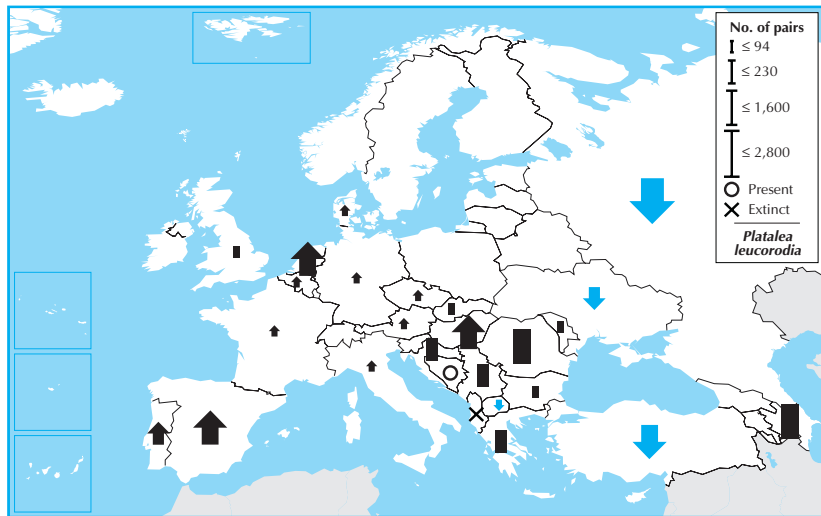 No. of pairs
≤ 94
≤ 230
≤ 1,600
≤ 2,800
Present
Extinct
Platalea
leucorodia